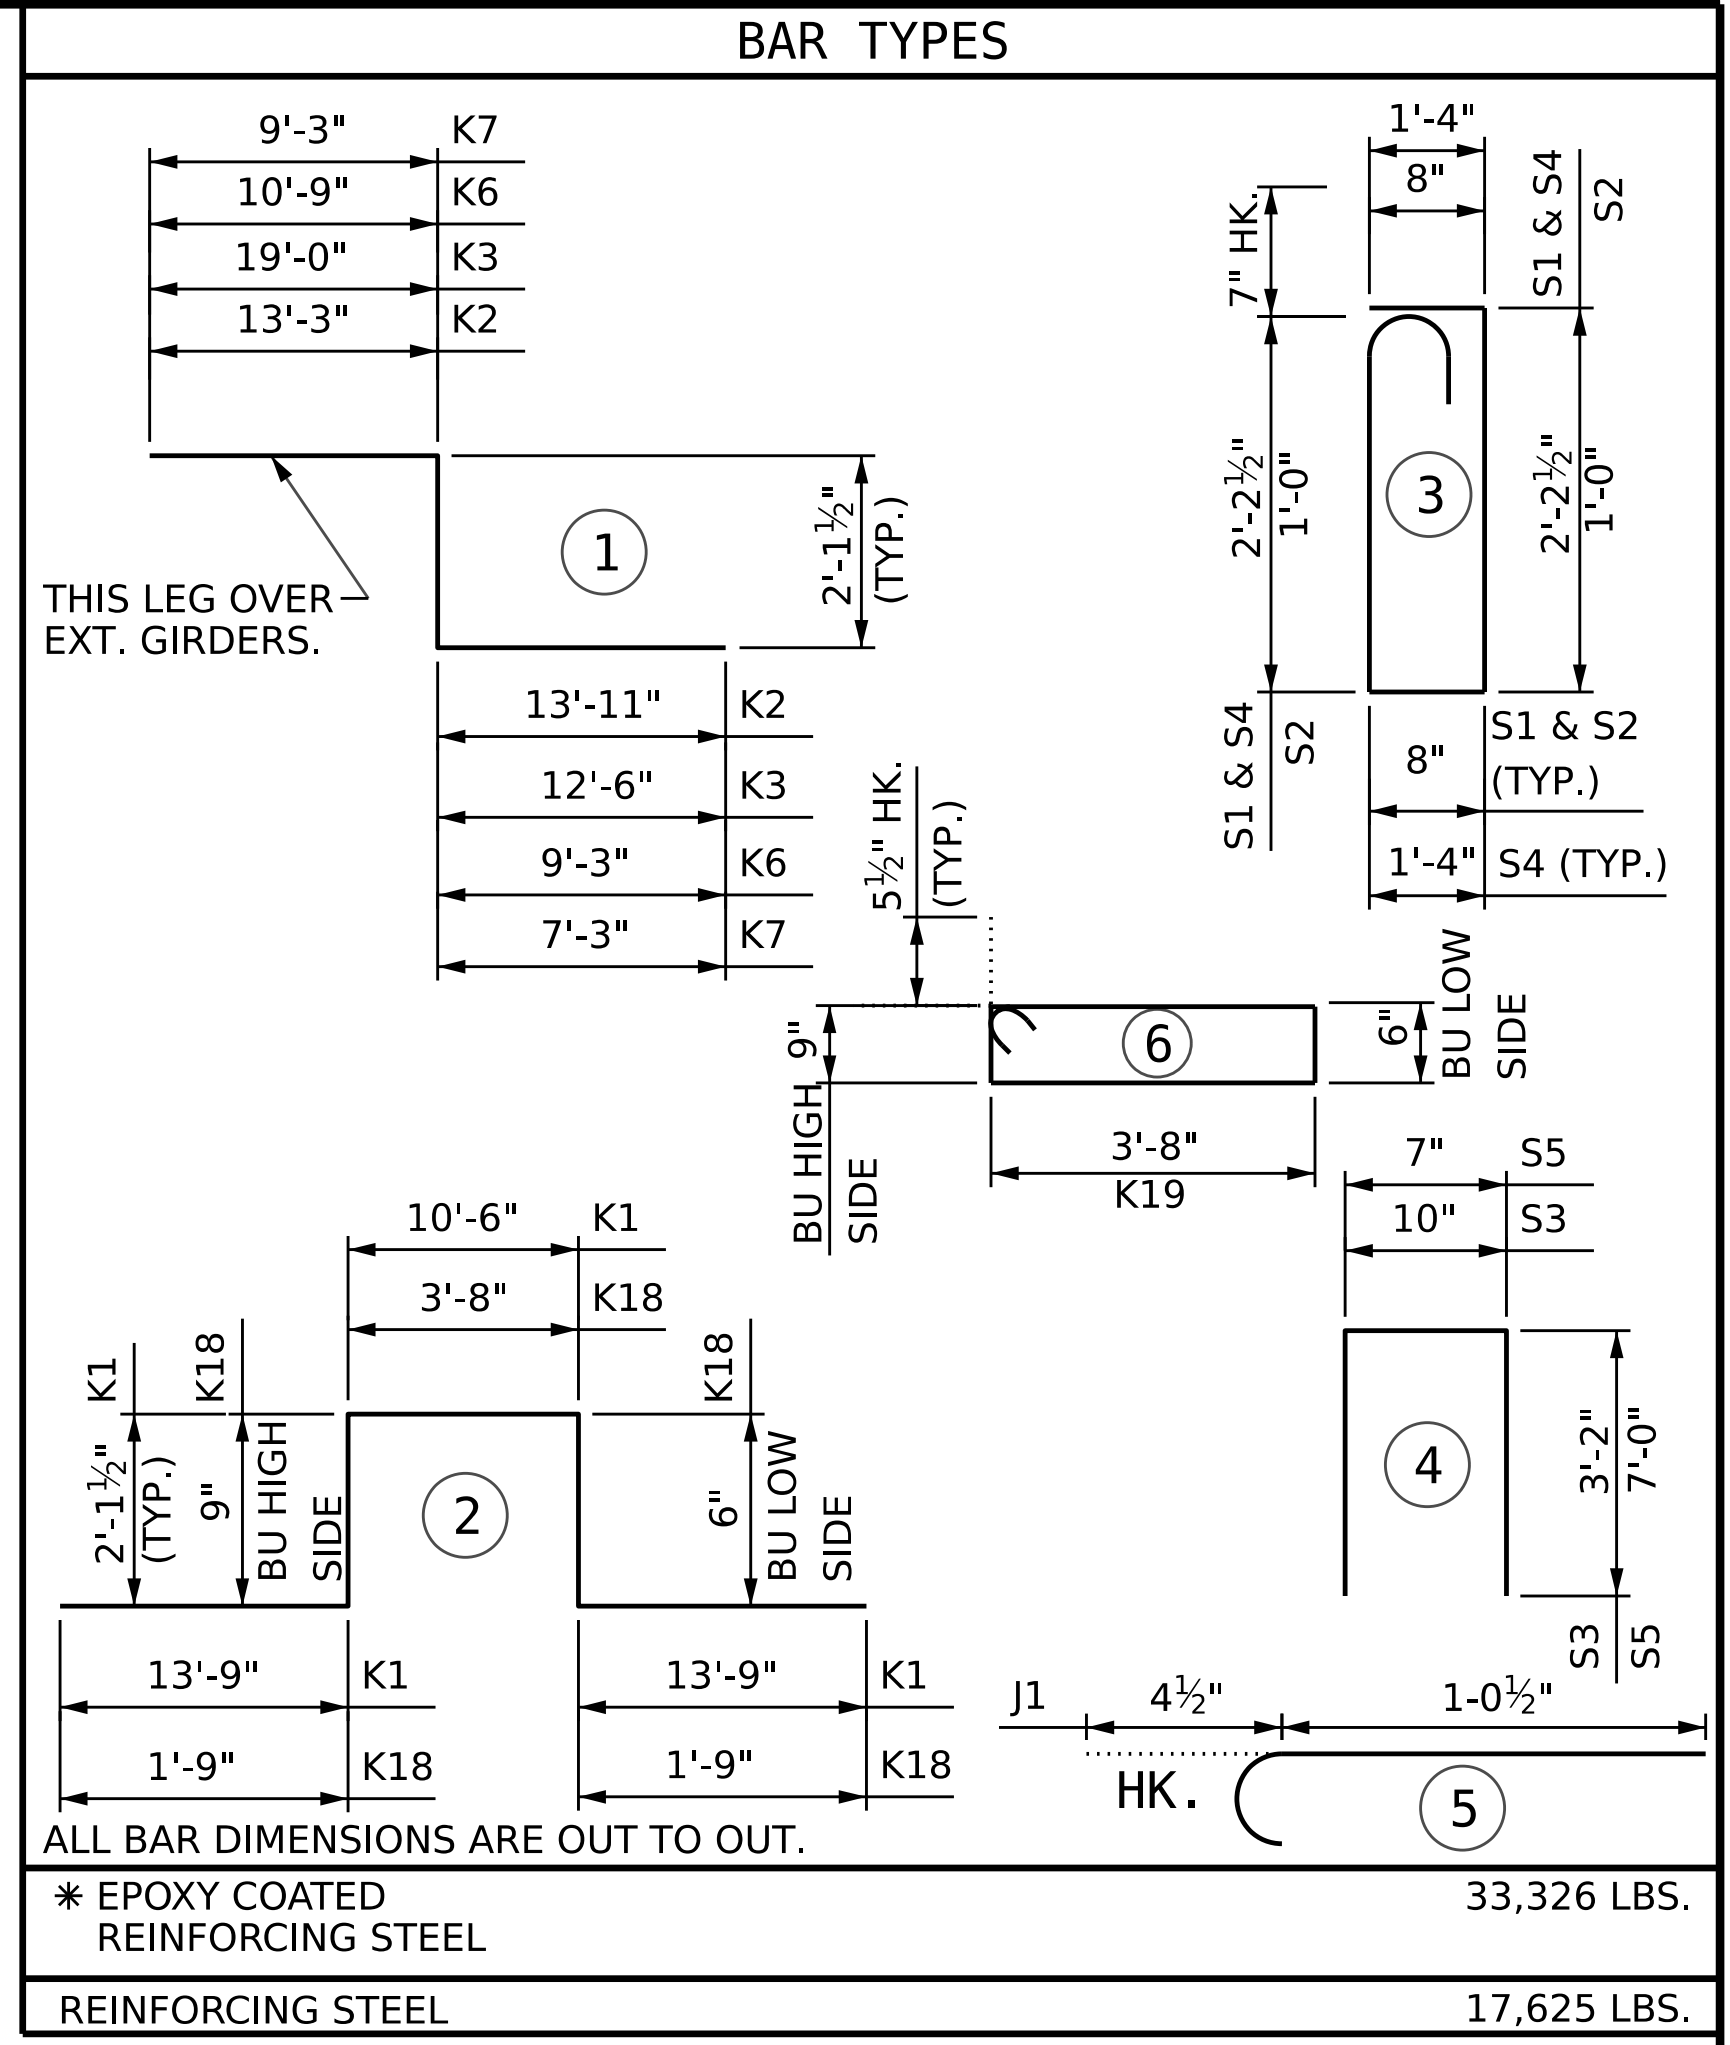 BAR TYPES
9'-3" K7
10'-9" K6
19'-0" K3
13'-3" K2
THIS LEG OVER
EXT. GIRDERS.
1
2'-1½"
(TYP.)
13'-11" K2
12'-6" K3
9'-3" K6
7'-3" K7
1'-4"
8"
S1 & S4
S2
7" HK.
2'-2½"
1'-0"
3
2'-2½"
1'-0"
S1 & S4
S2
8"
S1 & S2
(TYP.)
1'-4" S4 (TYP.)
5½" HK.
(TYP.)
9"
BU HIGH
SIDE
6
6"
BU LOW
SIDE
3'-8"
K19
7" S5
10" S3
4
3'-2"
7'-0"
S3
S5
10'-6" K1
3'-8" K18
K1
K18
K18
2'-1½"
(TYP.)
9"
BU HIGH
SIDE
2
6"
BU LOW
SIDE
13'-9" K1
13'-9" K1
1'-9" K18
1'-9" K18
J1 4½" 1-0½"
HK.
5
ALL BAR DIMENSIONS ARE OUT TO OUT.
✳ EPOXY COATED 33,326 LBS.
REINFORCING STEEL
REINFORCING STEEL 17,625 LBS.